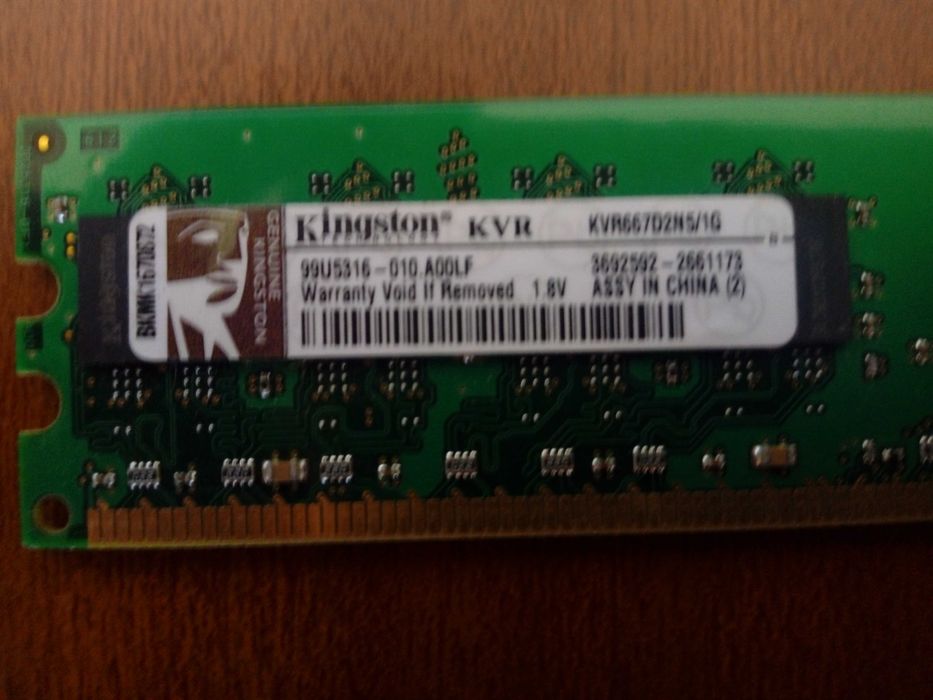 Kingston® KVR KVR667D2N5/1G
99U5316-010.A00LF 3692592-2661173
Warranty Void If Removed 1.8V ASSY IN CHINA (2)
GENUINE
KINGSTON